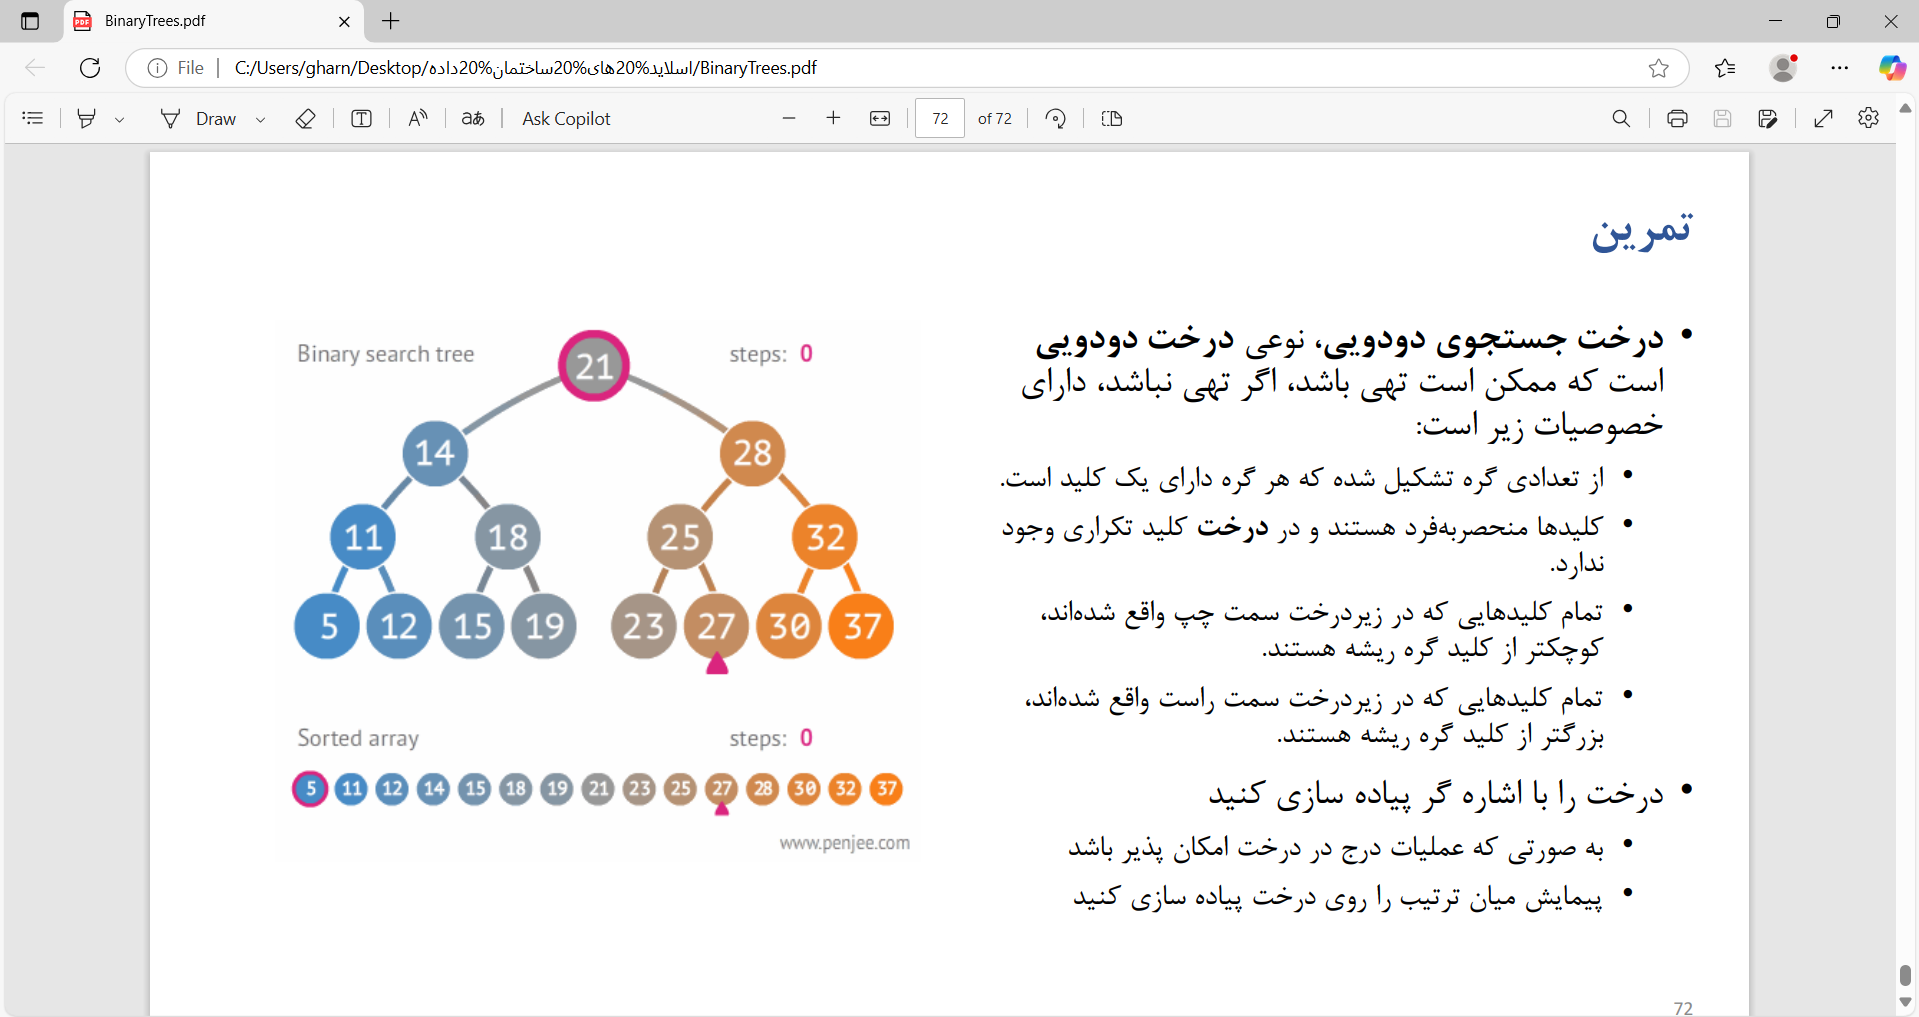 BinaryTrees.pdf
File
C:/Users/gharn/Desktop/اسلاید%20های%20ساختمان%20داده/BinaryTrees.pdf
Draw
Ask Copilot
72 of 72
تمرین
• درخت جستجوی دودویی، نوعی درخت دودویی
است که ممکن است تهی باشد، اگر تهی نباشد، دارای
خصوصیات زیر است:
• از تعدادی گره تشکیل شده که هر گره دارای یک کلید است.
• کلیدها منحصربه‌فرد هستند و در درخت کلید تکراری وجود
ندارد.
• تمام کلیدهایی که در زیردرخت سمت چپ واقع شده‌اند،
کوچکتر از کلید گره ریشه هستند.
• تمام کلیدهایی که در زیردرخت سمت راست واقع شده‌اند،
بزرگتر از کلید گره ریشه هستند.
• درخت را با اشاره گر پیاده سازی کنید
• به صورتی که عملیات درج در درخت امکان پذیر باشد
• پیمایش میان ترتیب را روی درخت پیاده سازی کنید
Binary search tree
steps: 0
21
14 28
11 18 25 32
5 12 15 19 23 27 30 37
Sorted array
steps: 0
5 11 12 14 15 18 19 21 23 25 27 28 30 32 37
www.penjee.com
72